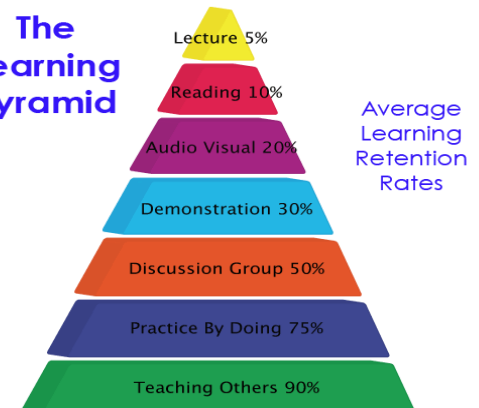 The
earning
yramid
Lecture 5%
Reading 10%
Audio Visual 20%
Demonstration 30%
Discussion Group 50%
Practice By Doing 75%
Teaching Others 90%
Average
Learning
Retention
Rates